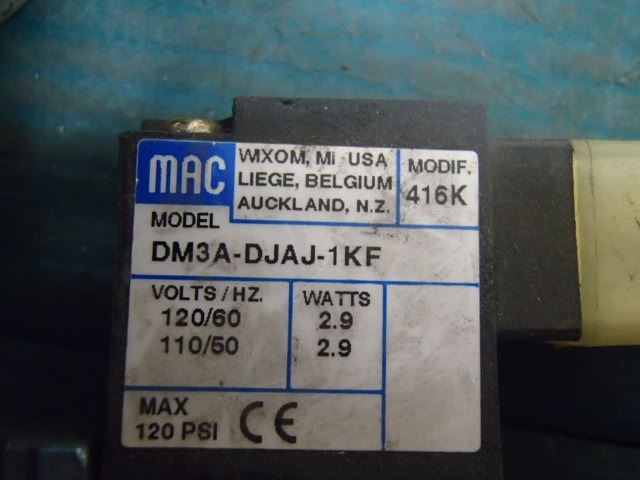 MAC
WIXOM, MI USA
LIEGE, BELGIUM
AUCKLAND, N.Z.
MODIF.
416K
MODEL
DM3A-DJAJ-1KF
VOLTS/HZ.
120/60
110/50
WATTS
2.9
2.9
MAX
120 PSI
CE